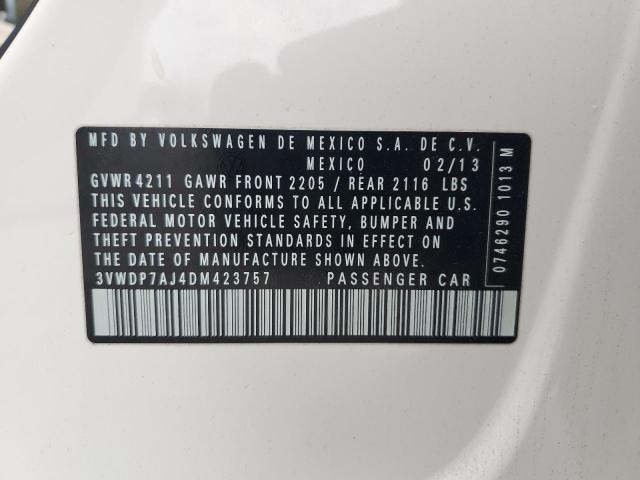 MFD BY VOLKSWAGEN DE MEXICO S.A. DE C.V.
MEXICO 02/13
GVWR 4211 GAWR FRONT 2205 / REAR 2116 LBS
THIS VEHICLE CONFORMS TO ALL APPLICABLE U.S.
FEDERAL MOTOR VEHICLE SAFETY, BUMPER AND
THEFT PREVENTION STANDARDS IN EFFECT ON
THE DATE OF MANUFACTURE SHOWN ABOVE.
3VWDP7AJ4DM423757 PASSENGER CAR
0746290 1013 M